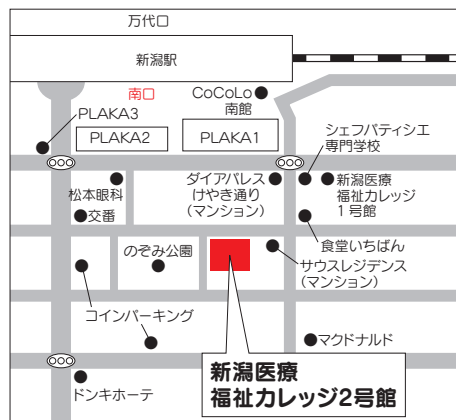 万代口
新潟駅
南口
CoCoLo
南館
PLAKA3
PLAKA2
PLAKA1
シェフパティシエ
専門学校
松本眼科
交番
ダイアパレス
けやき通り
(マンション)
新潟医療
福祉カレッジ
1号館
のぞみ公園
食堂いちばん
サウスレジデンス
(マンション)
コインパーキング
マクドナルド
新潟医療
福祉カレッジ2号館
ドンキホーテ